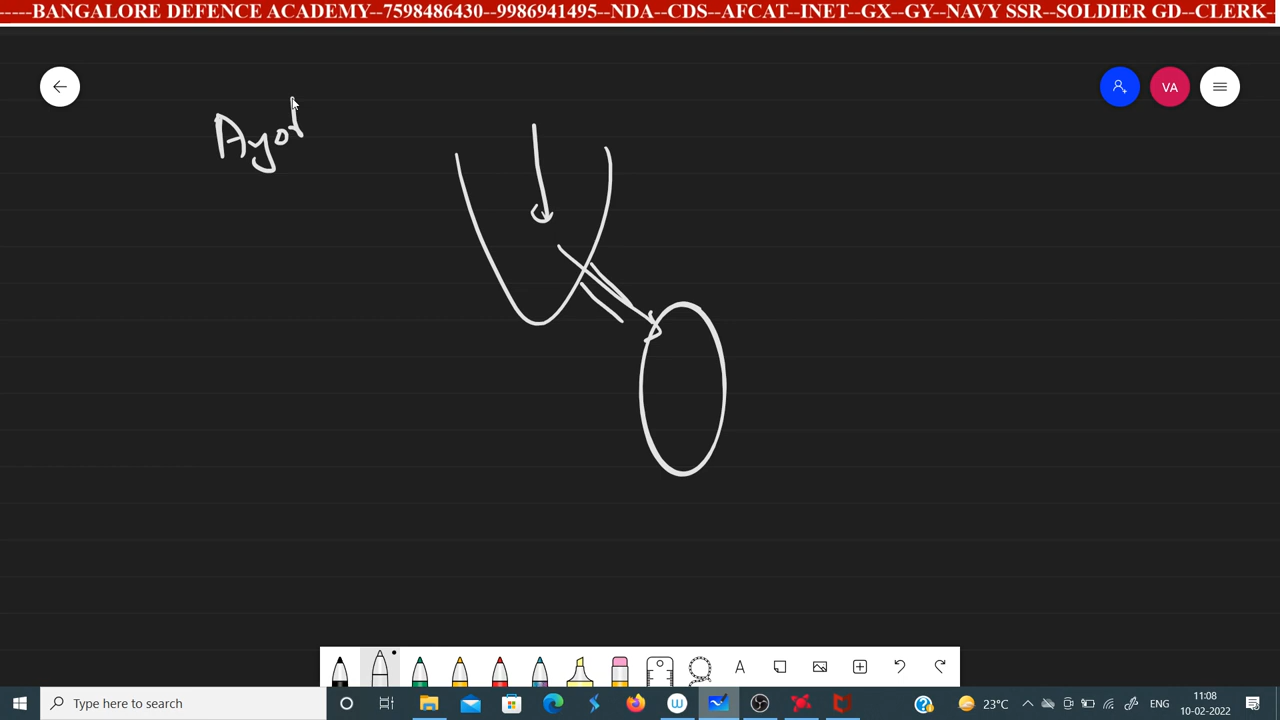 -----BANGALORE DEFENCE ACADEMY--7598486430--9986941495--NDA--CDS--AFCAT--INET--GX--GY--NAVY SSR--SOLDIER GD--CLERK--
VA
A
Type here to search
23°C
ENG
11:08
10-02-2022